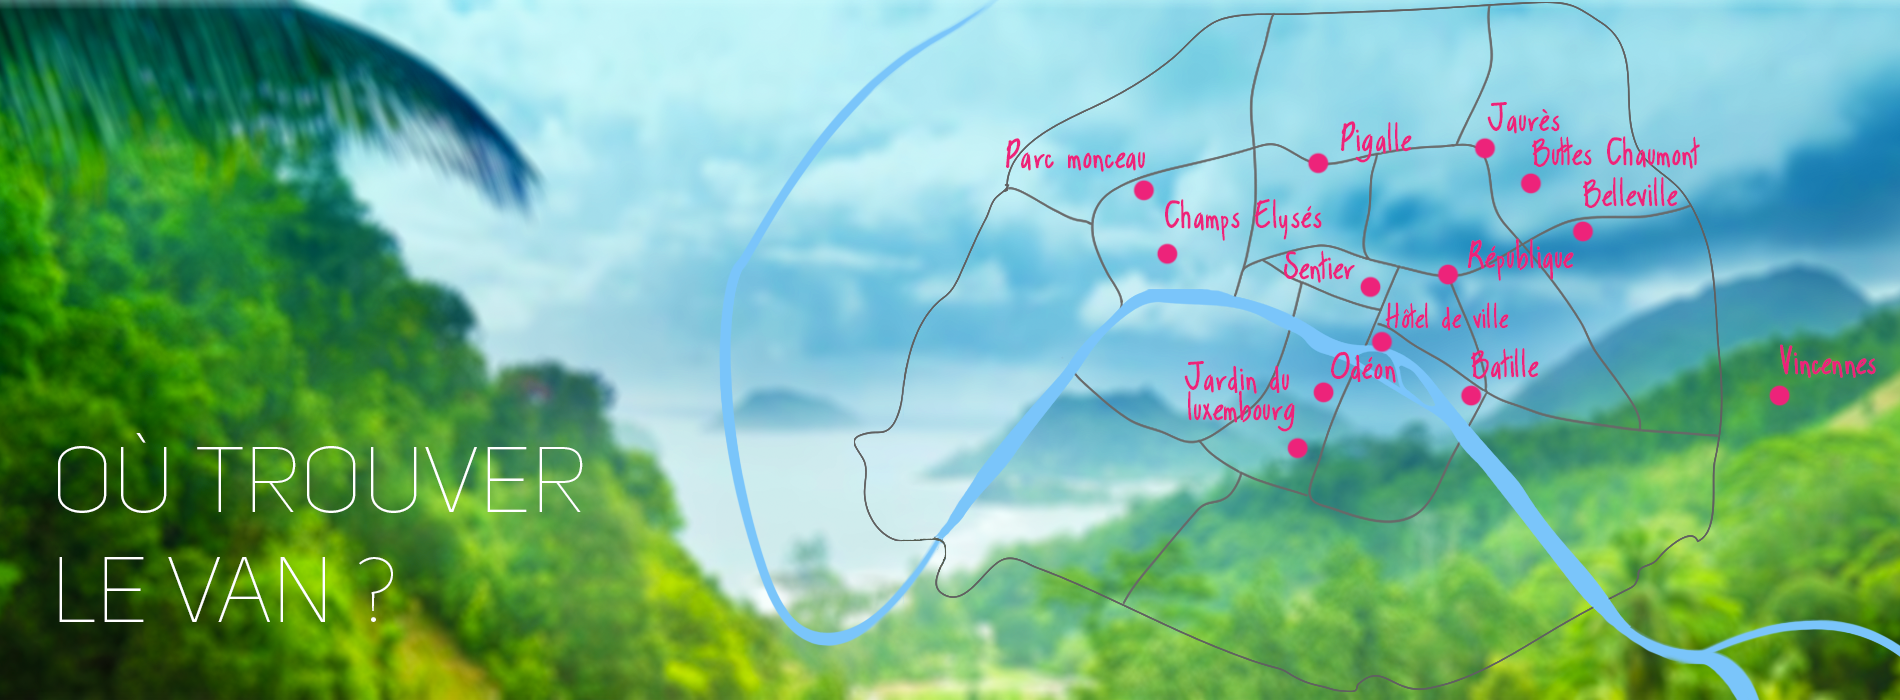 OÙ TROUVER
LE VAN ?
Parc monceau
Pigalle
Jaurès
Buttes Chaumont
Belleville
Champs Elysés
Sentier
République
Hôtel de ville
Odéon
Batille
Jardin du
luxembourg
Vincennes